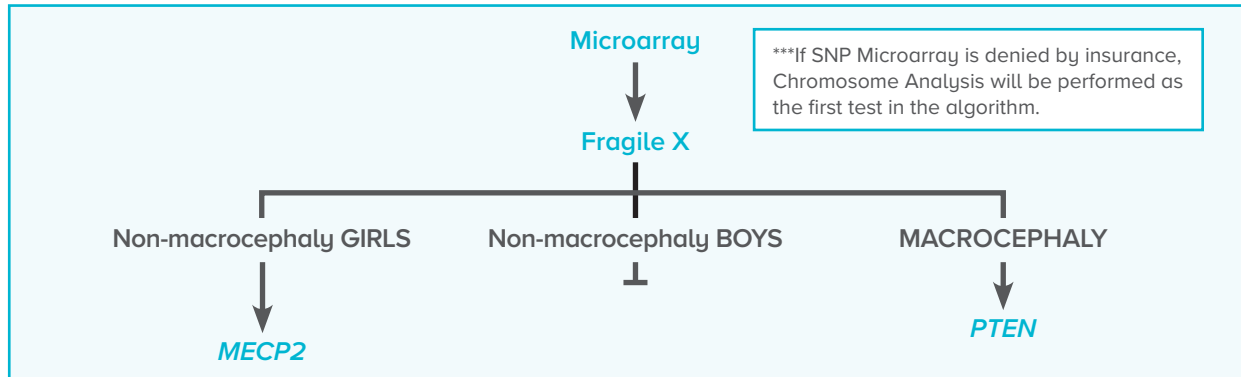 Microarray
***If SNP Microarray is denied by insurance,
Chromosome Analysis will be performed as
the first test in the algorithm.
Fragile X
Non-macrocephaly GIRLS
Non-macrocephaly BOYS
MACROCEPHALY
MECP2
PTEN